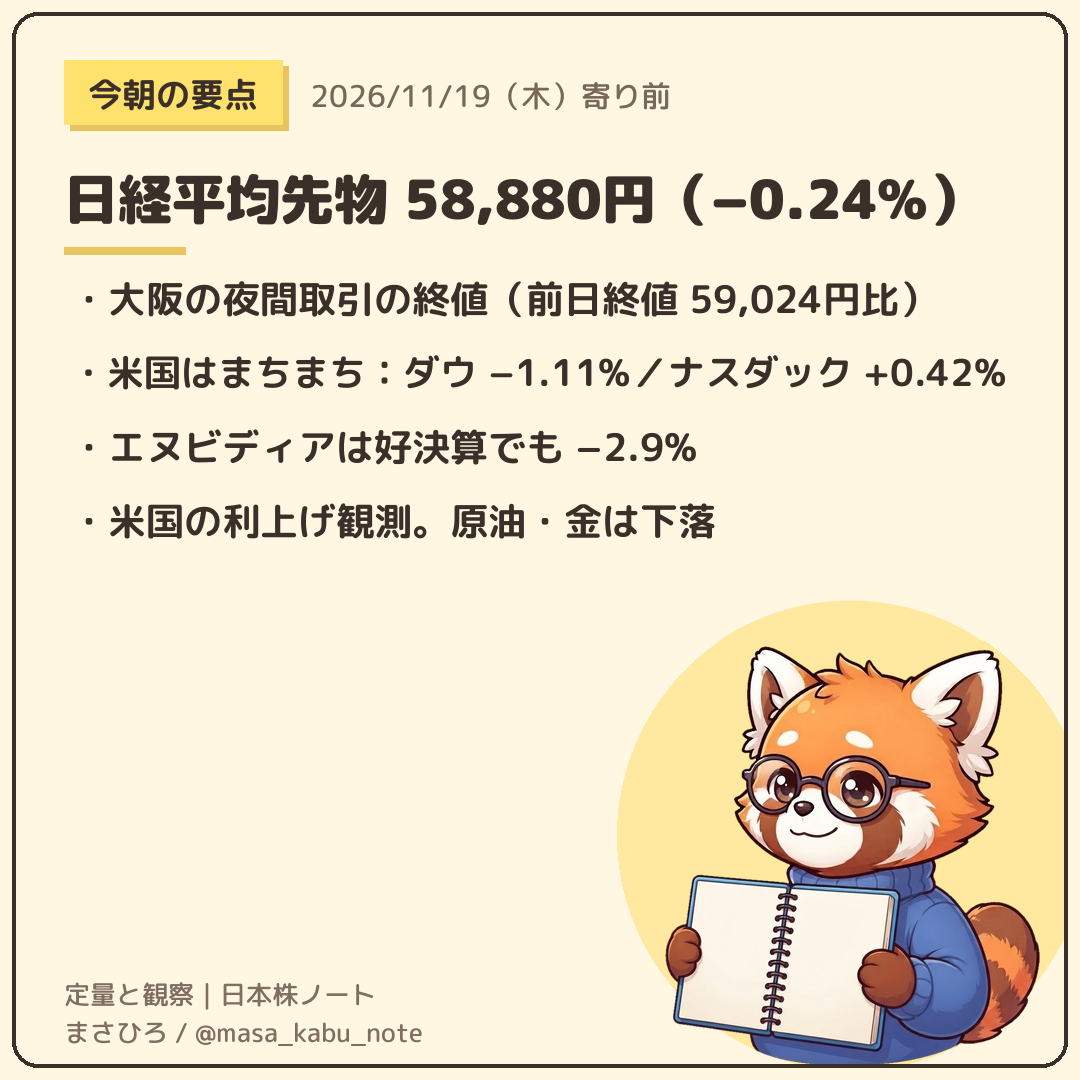 今朝の要点 2026/11/19（木）寄り前
日経平均先物 58,880円（−0.24%）
・大阪の夜間取引の終値（前日終値 59,024円比）
・米国はまちまち：ダウ −1.11%／ナスダック +0.42%
・エヌビディアは好決算でも −2.9%
・米国の利上げ観測。原油・金は下落
定量と観察｜日本株ノート
まさひろ / @masa_kabu_note